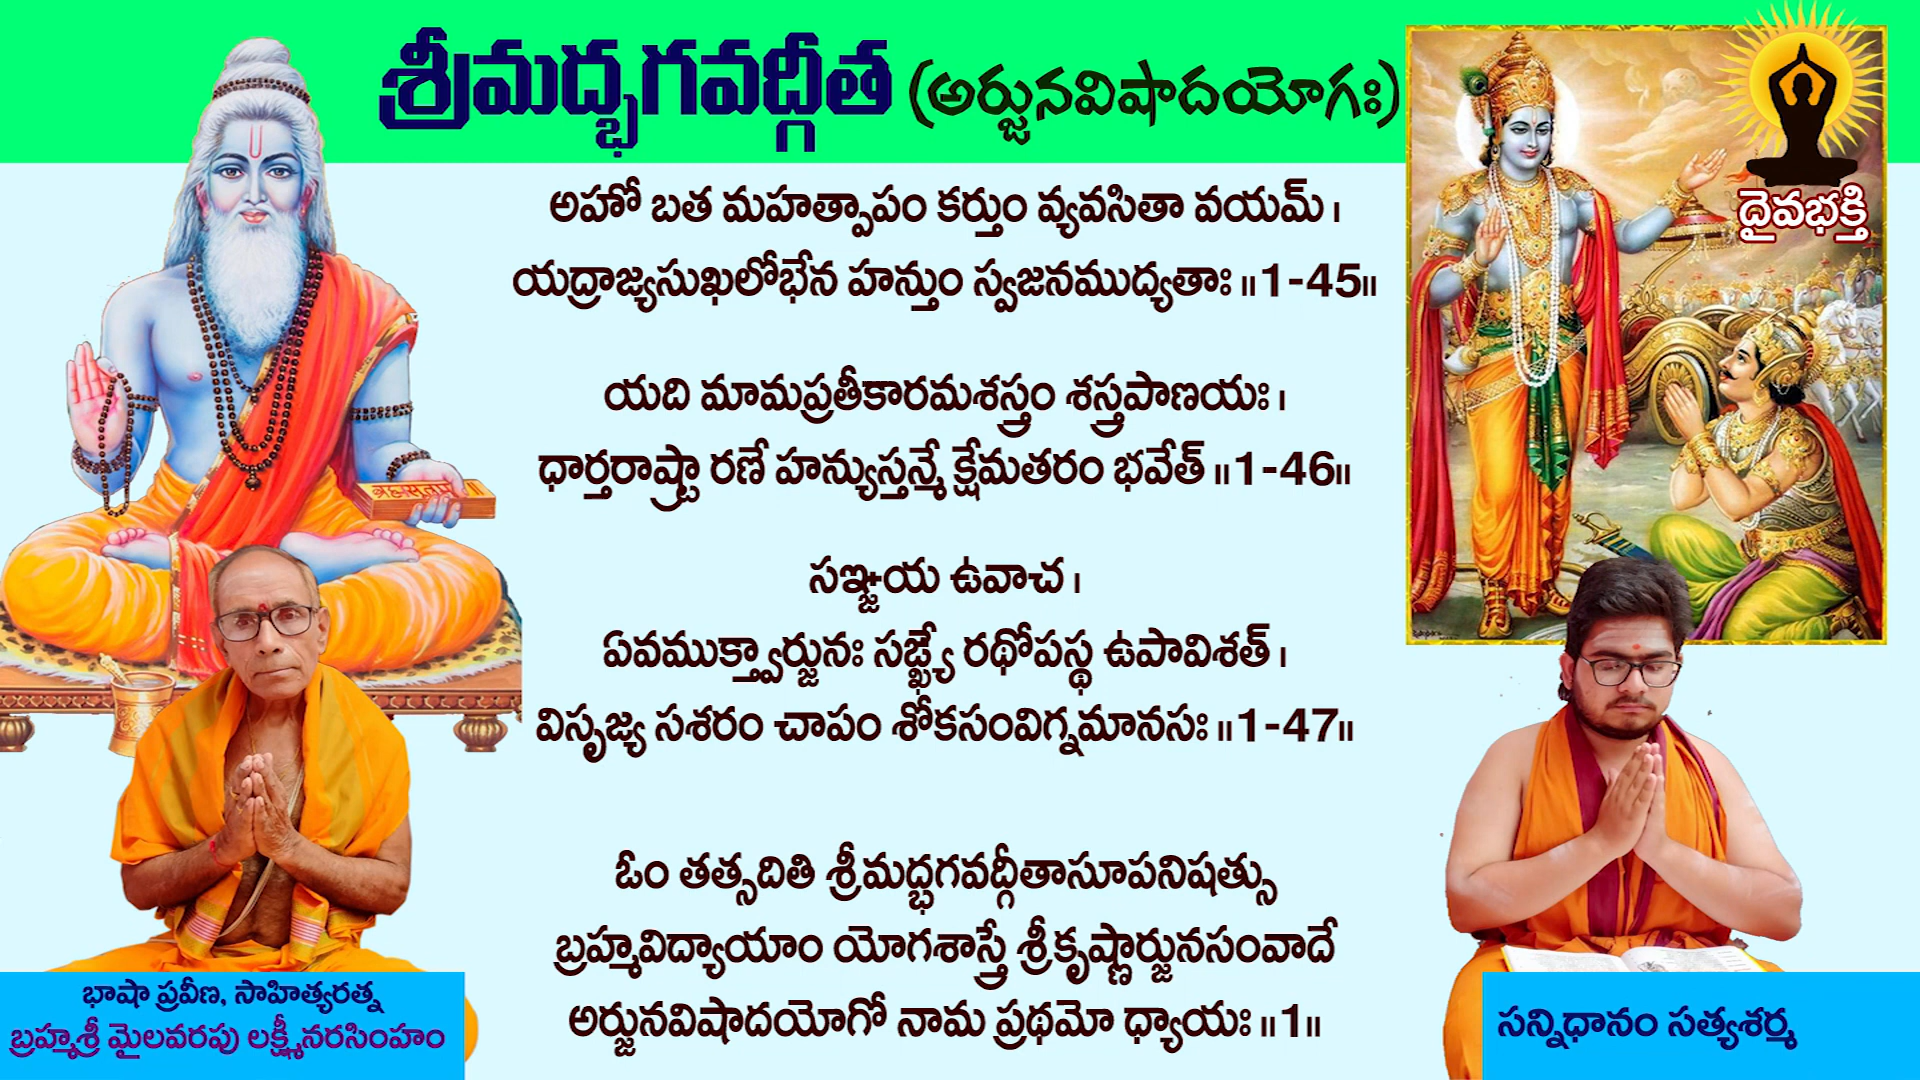 శ్రీమద్భగవద్గీత (అర్జునవిషాదయోగః)
దైవభక్తి
అహో బత మహత్పాపం కర్తుం వ్యవసితా వయమ్ ।
యద్రాజ్యసుఖలోభేన హన్తుం స్వజనముద్యతాః ॥1-45॥
యది మామప్రతీకారమశస్త్రం శస్త్రపాణయః ।
ధార్తరాష్ట్రా రణే హన్యుస్తన్మే క్షేమతరం భవేత్ ॥1-46॥
సఞ్జయ ఉవాచ ।
ఏవముక్త్వార్జునః సఙ్ఖ్యే రథోపస్థ ఉపావిశత్ ।
విసృజ్య సశరం చాపం శోకసంవిగ్నమానసః ॥1-47॥
ఓం తత్సదితి శ్రీమద్భగవద్గీతాసూపనిషత్సు
బ్రహ్మవిద్యాయాం యోగశాస్త్రే శ్రీకృష్ణార్జునసంవాదే
అర్జునవిషాదయోగో నామ ప్రథమో ధ్యాయః ॥1॥
భాషా ప్రవీణ, సాహిత్యరత్న
బ్రహ్మశ్రీ మైలవరపు లక్ష్మీనరసింహం
సన్నిధానం సత్యశర్మ